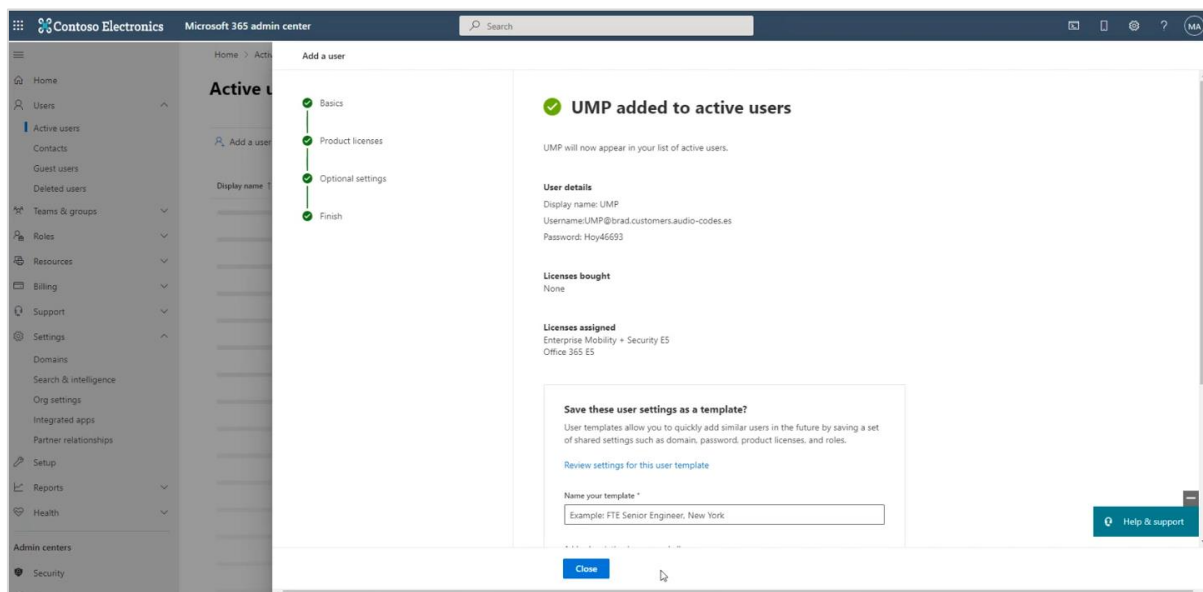 Contoso Electronics
Microsoft 365 admin center
Search
MA
Home
Users
Active users
Contacts
Guest users
Deleted users
Teams & groups
Roles
Resources
Billing
Support
Settings
Domains
Search & intelligence
Org settings
Integrated apps
Partner relationships
Setup
Reports
Health
Admin centers
Security
Home >
Active
Add a user
Display name
Add a user
Basics
Product licenses
Optional settings
Finish
UMP added to active users
UMP will now appear in your list of active users.
User details
Display name: UMP
Username:UMP@brad.customers.audio-codes.es
Password: Hoy46693
Licenses bought
None
Licenses assigned
Enterprise Mobility + Security E5
Office 365 E5
Save these user settings as a template?
User templates allow you to quickly add similar users in the future by saving a set
of shared settings such as domain, password, product licenses, and roles.
Review settings for this user template
Name your template *
Example: FTE Senior Engineer, New York
Close
Help & support